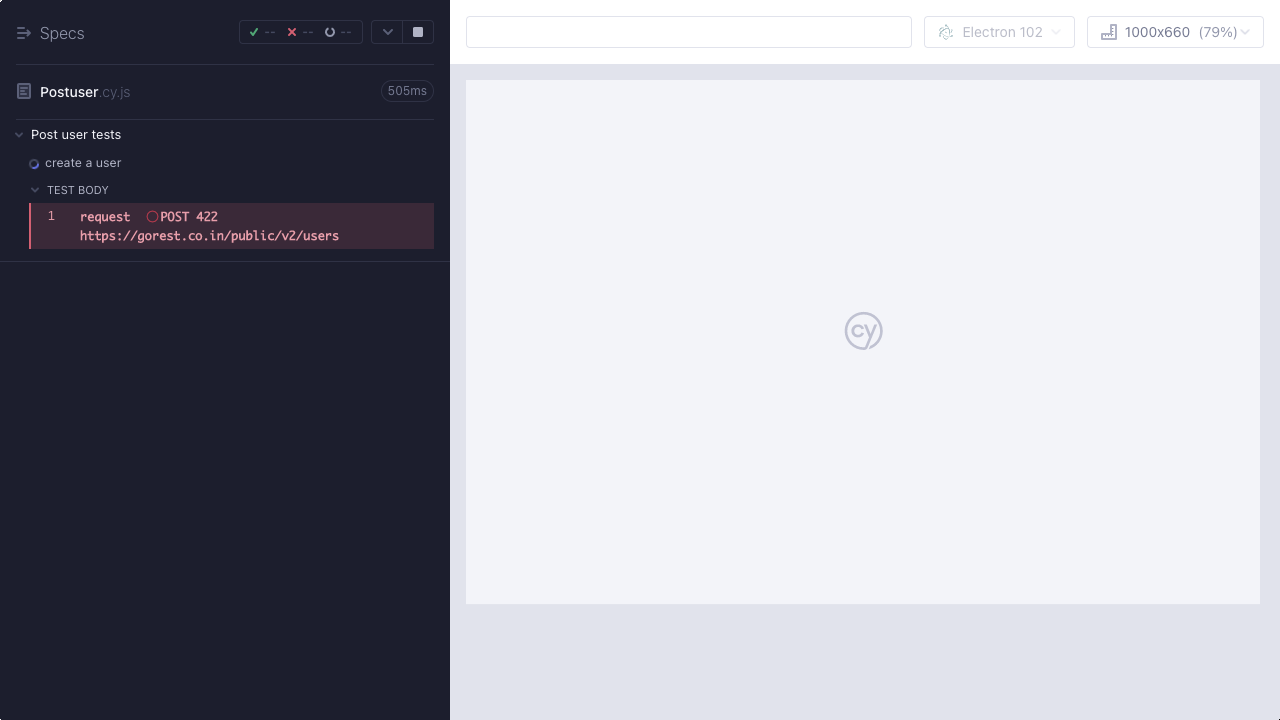 Specs -- -- --
Postuser.cy.js 505ms
Post user tests
create a user
TEST BODY
1 request POST 422
https://gorest.co.in/public/v2/users
Electron 102
1000x660 (79%)
cy